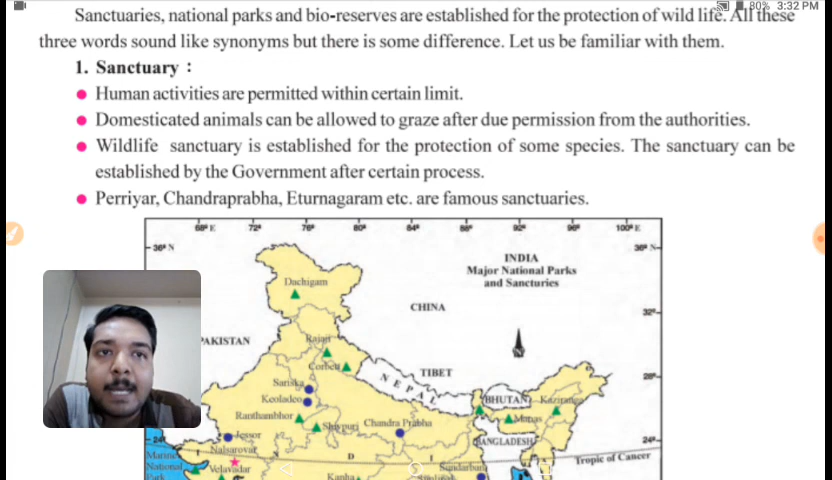 80% 3:32 PM
Sanctuaries, national parks and bio-reserves are established for the protection of wild life. All these
three words sound like synonyms but there is some difference. Let us be familiar with them.
1. Sanctuary :
Human activities are permitted within certain limit.
Domesticated animals can be allowed to graze after due permission from the authorities.
Wildlife sanctuary is established for the protection of some species. The sanctuary can be
established by the Government after certain process.
Perriyar, Chandraprabha, Eturnagaram etc. are famous sanctuaries.
68° E 72° 76° 80° 84° 88° 92° 96° 100° E
36° N 36° N
INDIA
Major National Parks
and Sancturies
Dachigam
CHINA
32°
PAKISTAN
Rajaji
Corbett
TIBET
NEPAL
28°
Sariska
Keoladeo
BHUTAN
Kaziranga
Ranthambhor
Shivpuri
Chandra Prabha
Manas
24°
Jessor
BANGLADESH
24°
Nalsarovar
Marine
National
Park
Velavadar
Tropic of Cancer
I N D I
Kanha
Sundarban